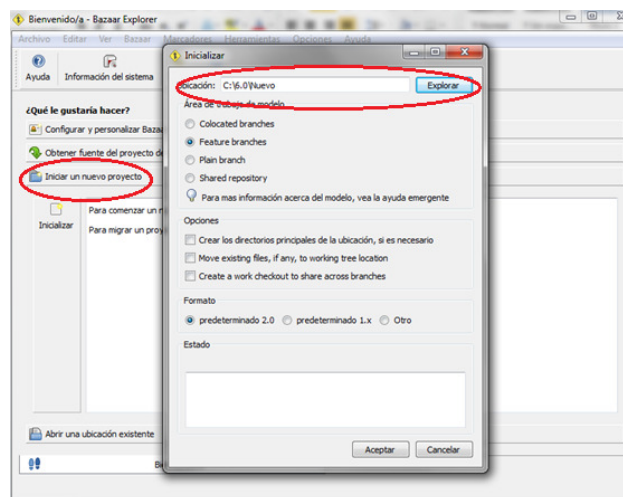 Bienvenido/a - Bazaar Explorer
Archivo Editar Ver Bazaar Marcadores Herramientas Opciones Ayuda
Ayuda Información del sistema
¿Qué le gustaría hacer?
Configurar y personalizar Bazaa
Obtener fuente del proyecto de
Iniciar un nuevo proyecto
Inicializar
Para comenzar un n
Para migrar un proye
Abrir una ubicación existente
Bie
Inicializar
bicación: C:\6.0\Nuevo Explorar
Área de trabajo de modelo
Colocated branches
Feature branches
Plain branch
Shared repository
Para mas información acerca del modelo, vea la ayuda emergente
Opciones
Crear los directorios principales de la ubicación, si es necesario
Move existing files, if any, to working tree location
Create a work checkout to share across branches
Formato
predeterminado 2.0 predeterminado 1.x Otro
Estado
Aceptar Cancelar